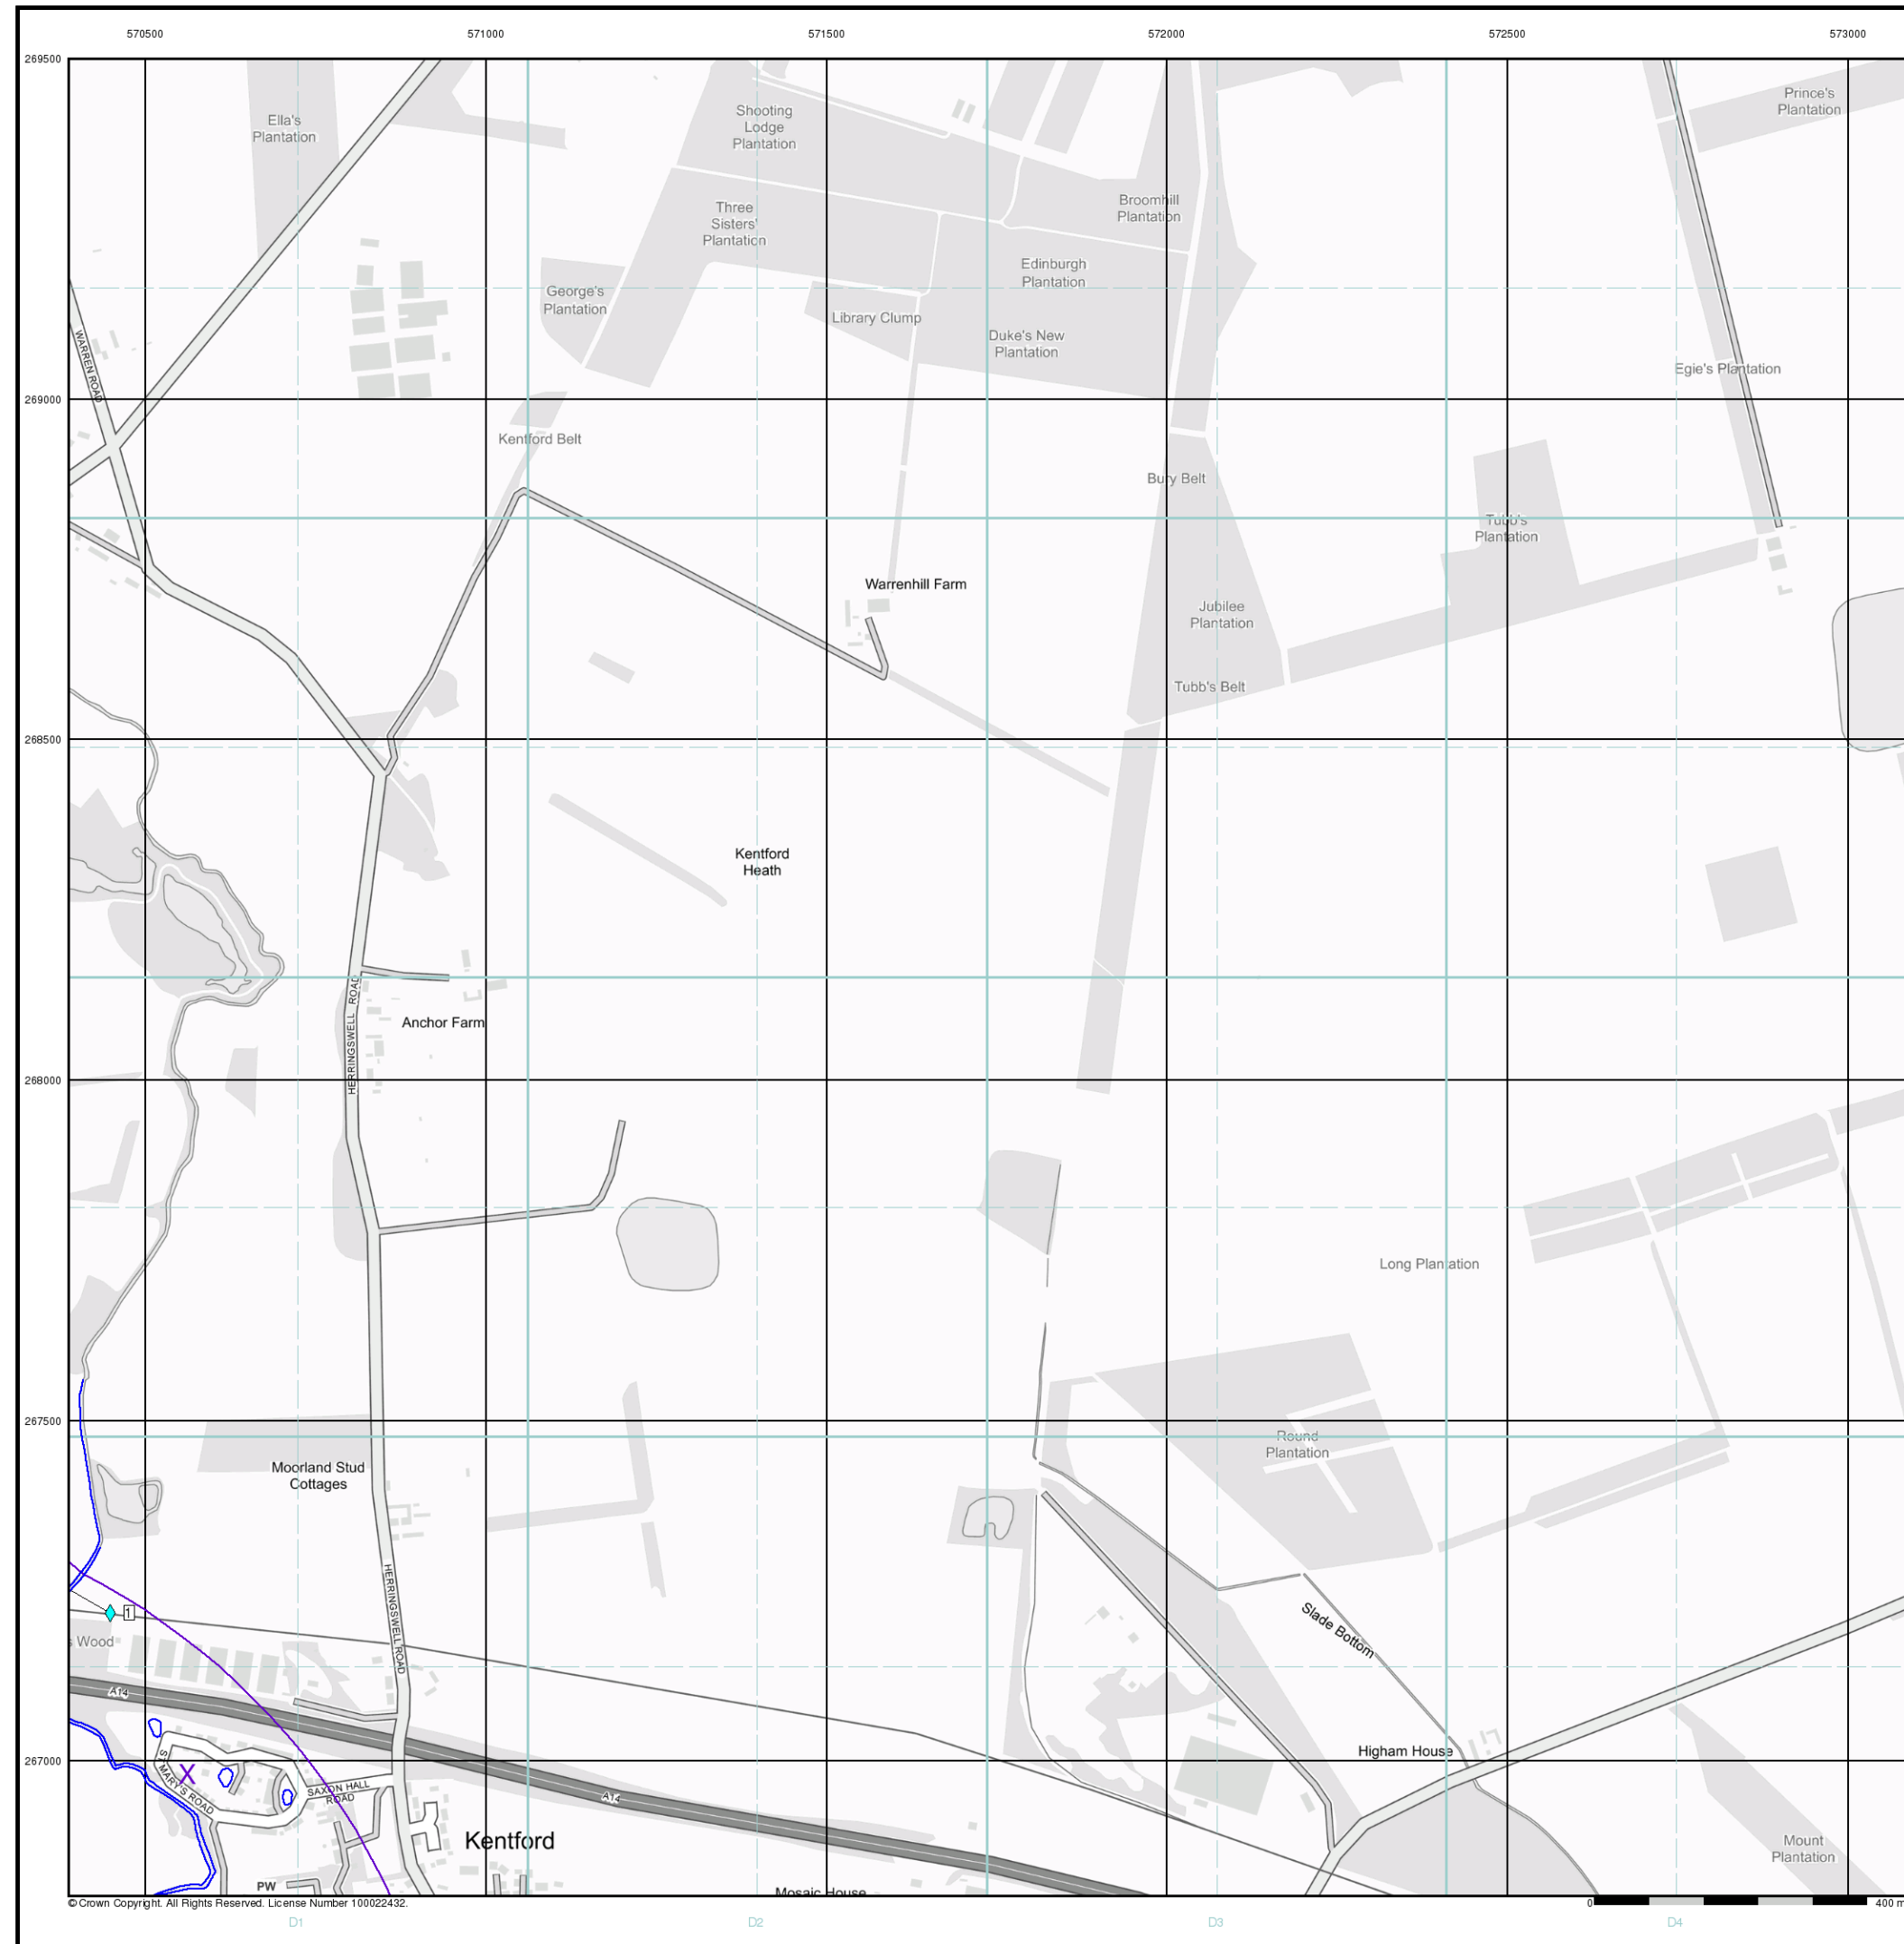 570500
571000
571500
572000
572500
573000
269500
269000
268500
268000
267500
267000
Ella's
Plantation
Shooting
Lodge
Plantation
Prince's
Plantation
Three
Sisters'
Plantation
Broomhill
Plantation
Edinburgh
Plantation
George's
Plantation
Library Clump
Duke's New
Plantation
WARREN ROAD
Egie's Plantation
Kentford Belt
Bury Belt
Tubb's
Plantation
Warrenhill Farm
Jubilee
Plantation
Tubb's Belt
Kentford
Heath
HERRINGSWELL ROAD
Anchor Farm
Long Plantation
Round
Plantation
Moorland Stud
Cottages
HERRINGSWELL ROAD
1
s Wood
Slade Bottom
A14
Higham House
ST. MARY'S ROAD
X
SAXON HALL
ROAD
A14
Kentford
Mount
Plantation
PW
Mosaic House
© Crown Copyright. All Rights Reserved. License Number 100022432.
0
400 m
D1
D2
D3
D4